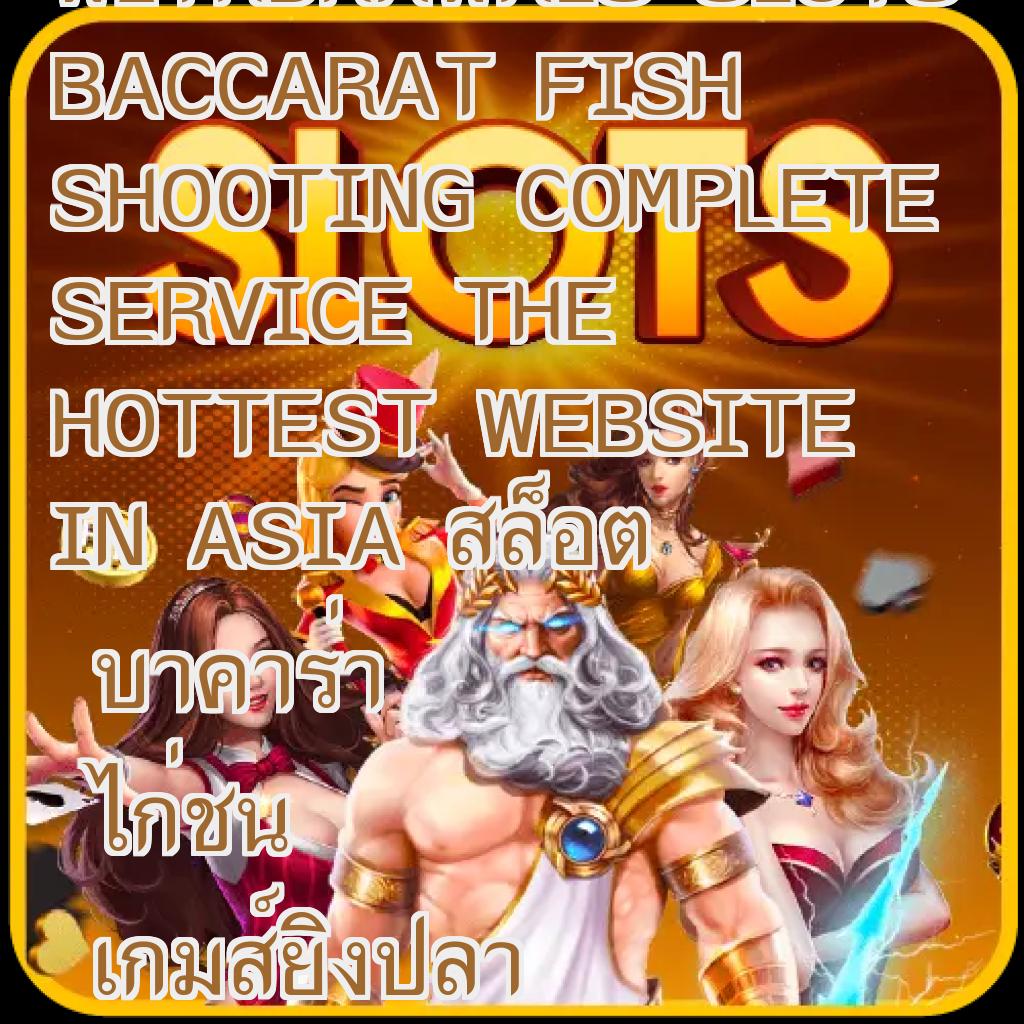 BACCARAT FISH
SLOTS
SHOOTING COMPLETE
SERVICE THE
HOTTEST WEBSITE
IN ASIA สล็อต
บาคาร่า
ไก่ชน
เกมส์ยิงปลา